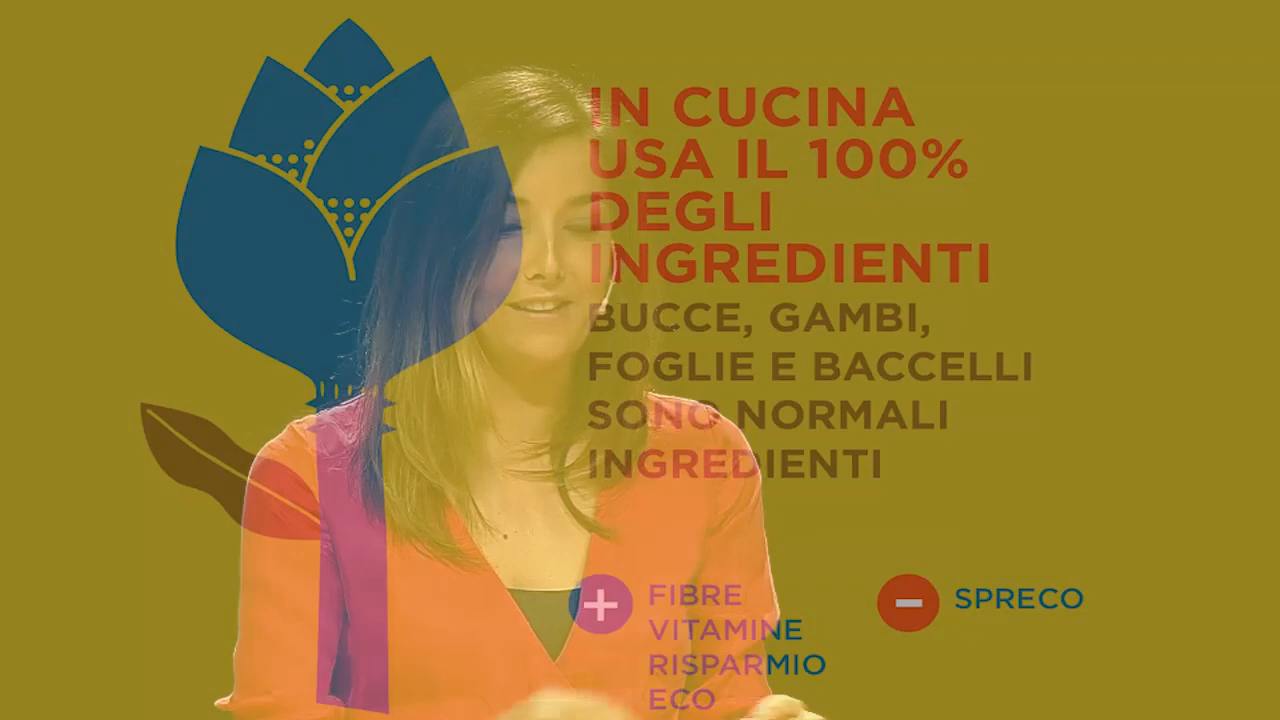 IN CUCINA
USA IL 100%
DEGLI
INGREDIENTI
BUCCE, GAMBI,
FOGLIE E BACCELLI
SONO NORMALI
INGREDIENTI
+ FIBRE
VITAMINE
RISPARMIO
ECO
- SPRECO